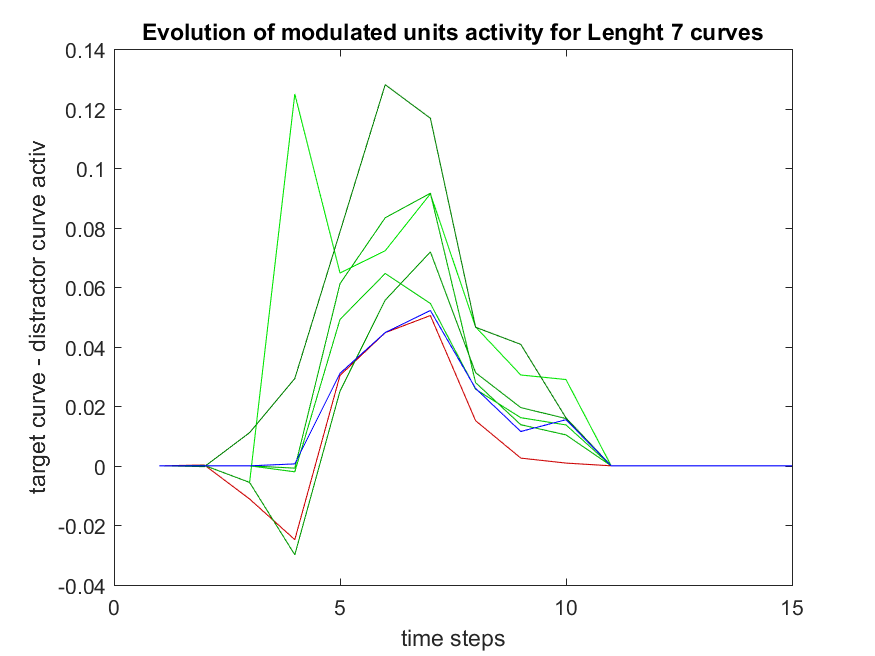 Evolution of modulated units activity for Lenght 7 curves
target curve - distractor curve activ
0.14
0.12
0.1
0.08
0.06
0.04
0.02
0
-0.02
-0.04
0 5 10 15
time steps